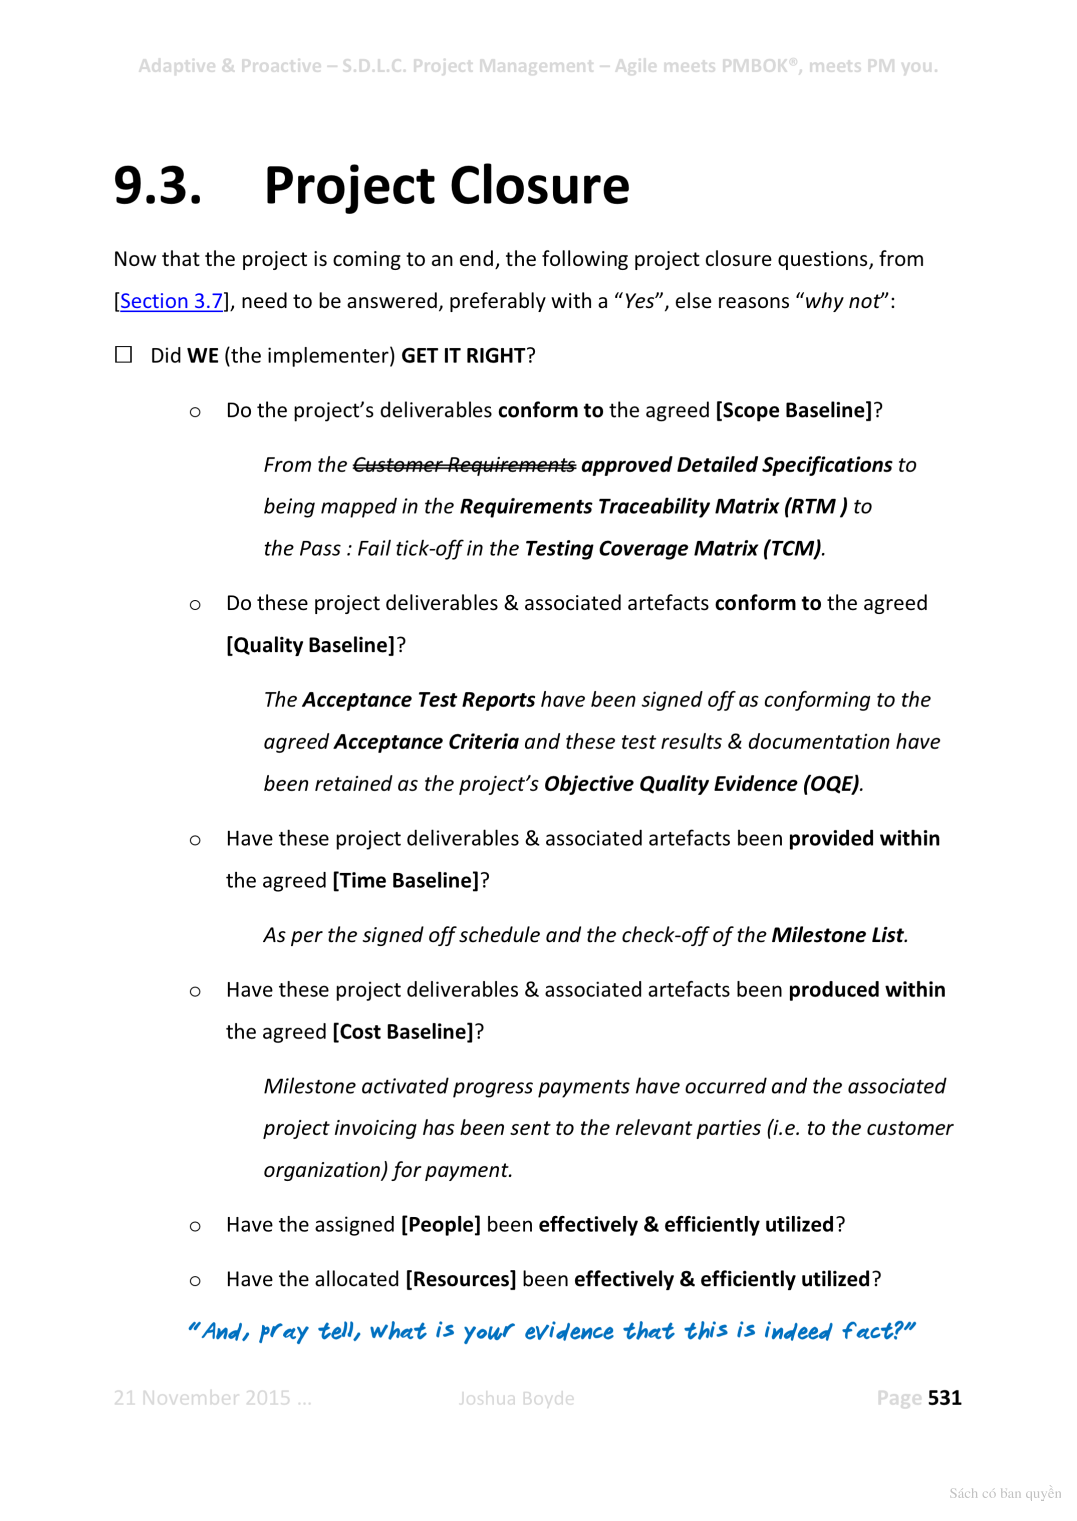 Adaptive & Proactive – S.D.L.C. Project Management – Agile meets PMBOK®, meets PM you.
9.3. Project Closure
Now that the project is coming to an end, the following project closure questions, from
[Section 3.7], need to be answered, preferably with a “Yes”, else reasons “why not”:
☐ Did WE (the implementer) GET IT RIGHT?
o Do the project’s deliverables conform to the agreed [Scope Baseline]?
From the Customer Requirements approved Detailed Specifications to
being mapped in the Requirements Traceability Matrix (RTM ) to
the Pass : Fail tick-off in the Testing Coverage Matrix (TCM).
o Do these project deliverables & associated artefacts conform to the agreed
[Quality Baseline]?
The Acceptance Test Reports have been signed off as conforming to the
agreed Acceptance Criteria and these test results & documentation have
been retained as the project’s Objective Quality Evidence (OQE).
o Have these project deliverables & associated artefacts been provided within
the agreed [Time Baseline]?
As per the signed off schedule and the check-off of the Milestone List.
o Have these project deliverables & associated artefacts been produced within
the agreed [Cost Baseline]?
Milestone activated progress payments have occurred and the associated
project invoicing has been sent to the relevant parties (i.e. to the customer
organization) for payment.
o Have the assigned [People] been effectively & efficiently utilized?
o Have the allocated [Resources] been effectively & efficiently utilized?
“And, pray tell, what is your evidence that this is indeed fact?”
21 November 2015 … Joshua Boyde Page 531
Sách có bản quyền